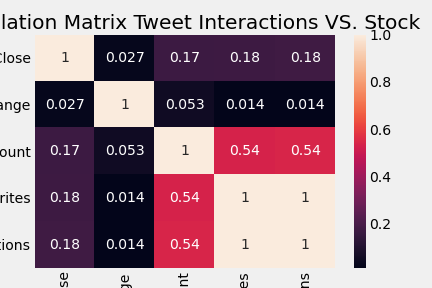 lation Matrix Tweet Interactions VS. Stock
Close 1 0.027 0.17 0.18 0.18
ange 0.027 1 0.053 0.014 0.014
ount 0.17 0.053 1 0.54 0.54
rites 0.18 0.014 0.54 1 1
tions 0.18 0.014 0.54 1 1
se ge nt es ns
1.0
0.8
0.6
0.4
0.2